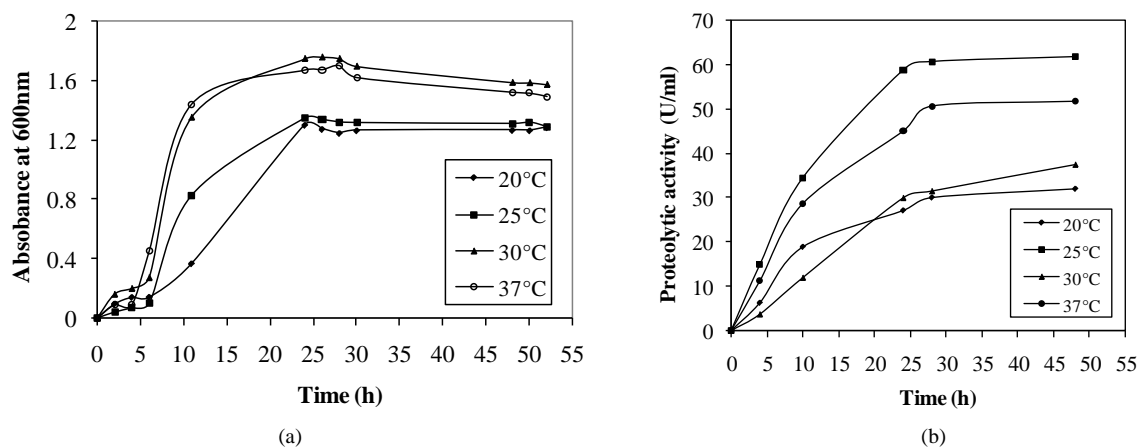 2
1.6
1.2
0.8
0.4
0
Absobance at 600nm
0 5 10 15 20 25 30 35 40 45 50 55
Time (h)
20°C
25°C
30°C
37°C
(a)
70
60
50
40
30
20
10
0
Proteolytic activity (U/ml)
0 5 10 15 20 25 30 35 40 45 50 55
Time (h)
20°C
25°C
30°C
37°C
(b)